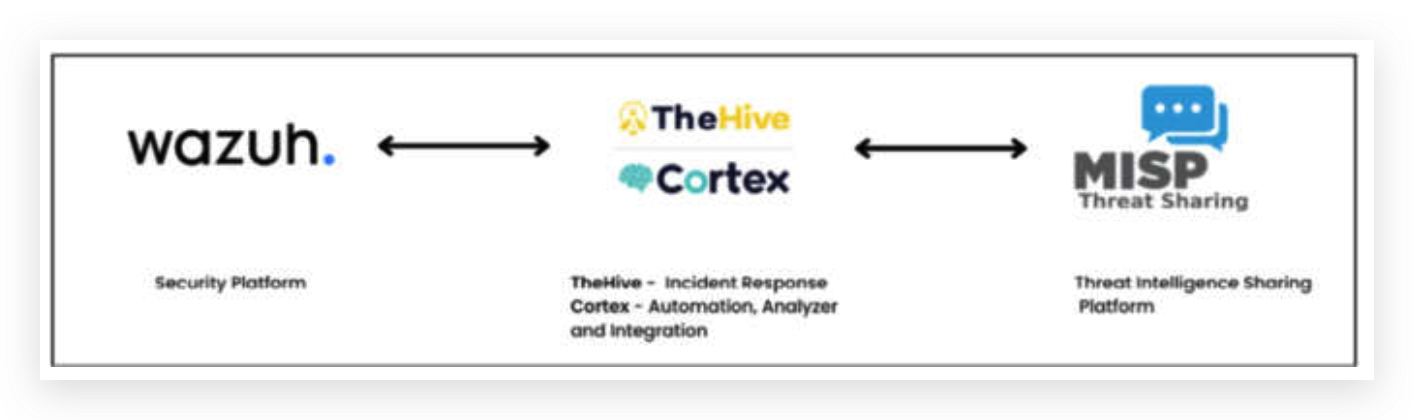 wazuh.
TheHive
Cortex
MISP
Threat Sharing
Security Platform
TheHive - Incident Response
Cortex - Automation, Analyzer
and Integration
Threat Intelligence Sharing
Platform